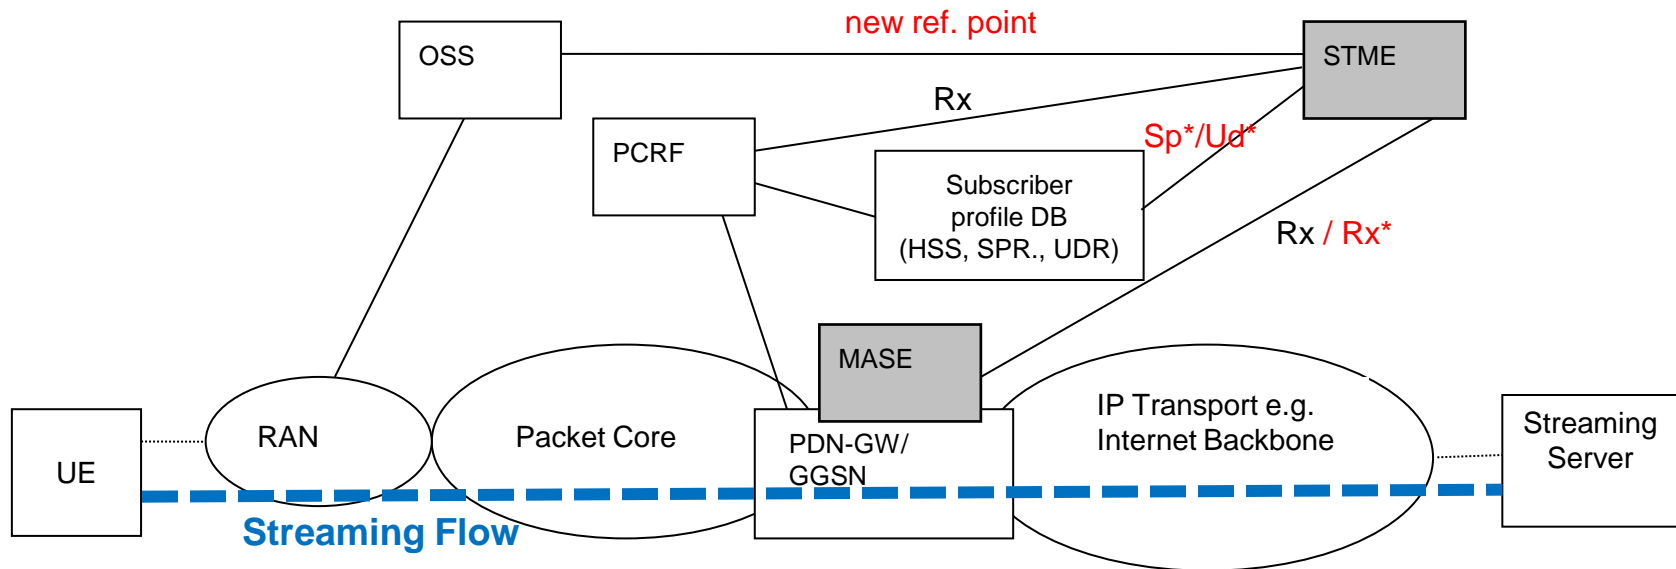 new ref. point
OSS
STME
Rx
PCRF
Sp*/Ud*
Subscriber
profile DB
(HSS, SPR., UDR)
Rx / Rx*
MASE
UE
RAN
Packet Core
PDN-GW/
GGSN
IP Transport e.g.
Internet Backbone
Streaming
Server
Streaming Flow